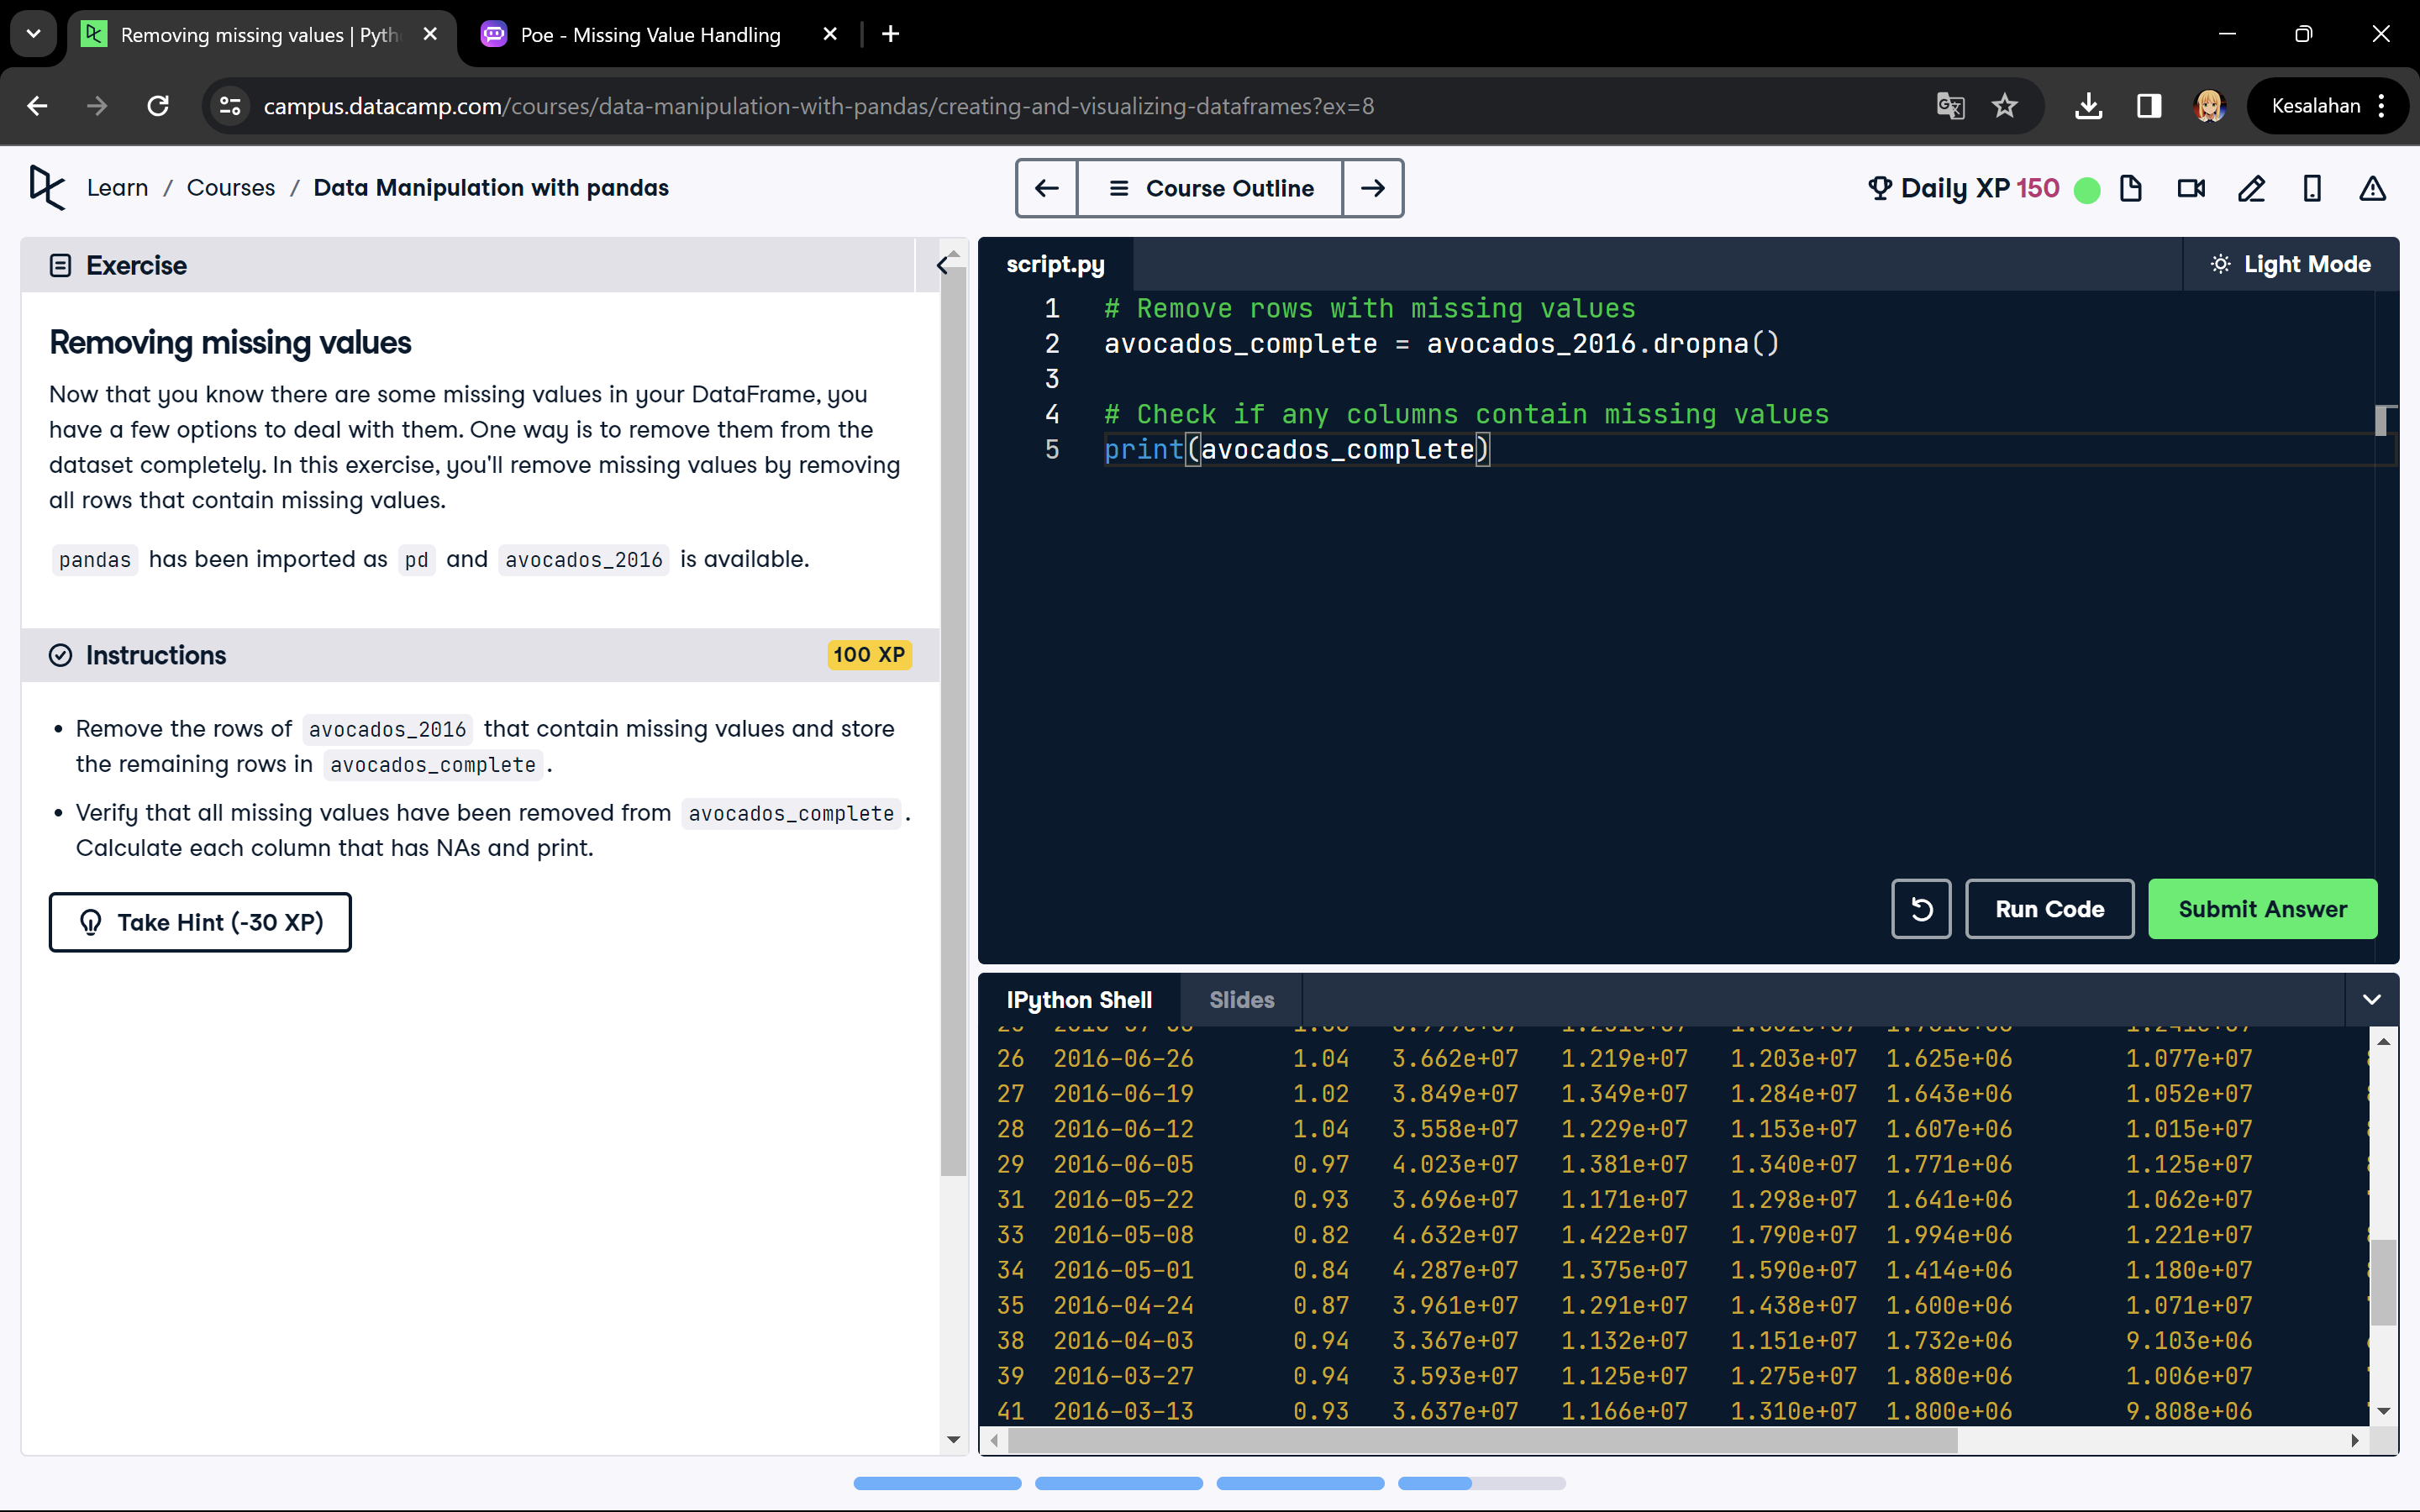 Removing missing values | Pyth
Poe - Missing Value Handling
campus.datacamp.com/courses/data-manipulation-with-pandas/creating-and-visualizing-dataframes?ex=8
Kesalahan
Learn / Courses / Data Manipulation with pandas
Course Outline
Daily XP 150
Exercise
Removing missing values
Now that you know there are some missing values in your DataFrame, you
have a few options to deal with them. One way is to remove them from the
dataset completely. In this exercise, you'll remove missing values by removing
all rows that contain missing values.
pandas has been imported as pd and avocados_2016 is available.
Instructions
100 XP
• Remove the rows of avocados_2016 that contain missing values and store
the remaining rows in avocados_complete .
• Verify that all missing values have been removed from avocados_complete .
Calculate each column that has NAs and print.
Take Hint (-30 XP)
script.py
Light Mode
1 # Remove rows with missing values
2 avocados_complete = avocados_2016.dropna()
3
4 # Check if any columns contain missing values
5 print(avocados_complete)
Run Code
Submit Answer
IPython Shell
Slides
26 2016-06-26 1.04 3.662e+07 1.219e+07 1.203e+07 1.625e+06 1.077e+07
27 2016-06-19 1.02 3.849e+07 1.349e+07 1.284e+07 1.643e+06 1.052e+07
28 2016-06-12 1.04 3.558e+07 1.229e+07 1.153e+07 1.607e+06 1.015e+07
29 2016-06-05 0.97 4.023e+07 1.381e+07 1.340e+07 1.771e+06 1.125e+07
31 2016-05-22 0.93 3.696e+07 1.171e+07 1.298e+07 1.641e+06 1.062e+07
33 2016-05-08 0.82 4.632e+07 1.422e+07 1.790e+07 1.994e+06 1.221e+07
34 2016-05-01 0.84 4.287e+07 1.375e+07 1.590e+07 1.414e+06 1.180e+07
35 2016-04-24 0.87 3.961e+07 1.291e+07 1.438e+07 1.600e+06 1.071e+07
38 2016-04-03 0.94 3.367e+07 1.132e+07 1.151e+07 1.732e+06 9.103e+06
39 2016-03-27 0.94 3.593e+07 1.125e+07 1.275e+07 1.880e+06 1.006e+07
41 2016-03-13 0.93 3.637e+07 1.166e+07 1.310e+07 1.800e+06 9.808e+06